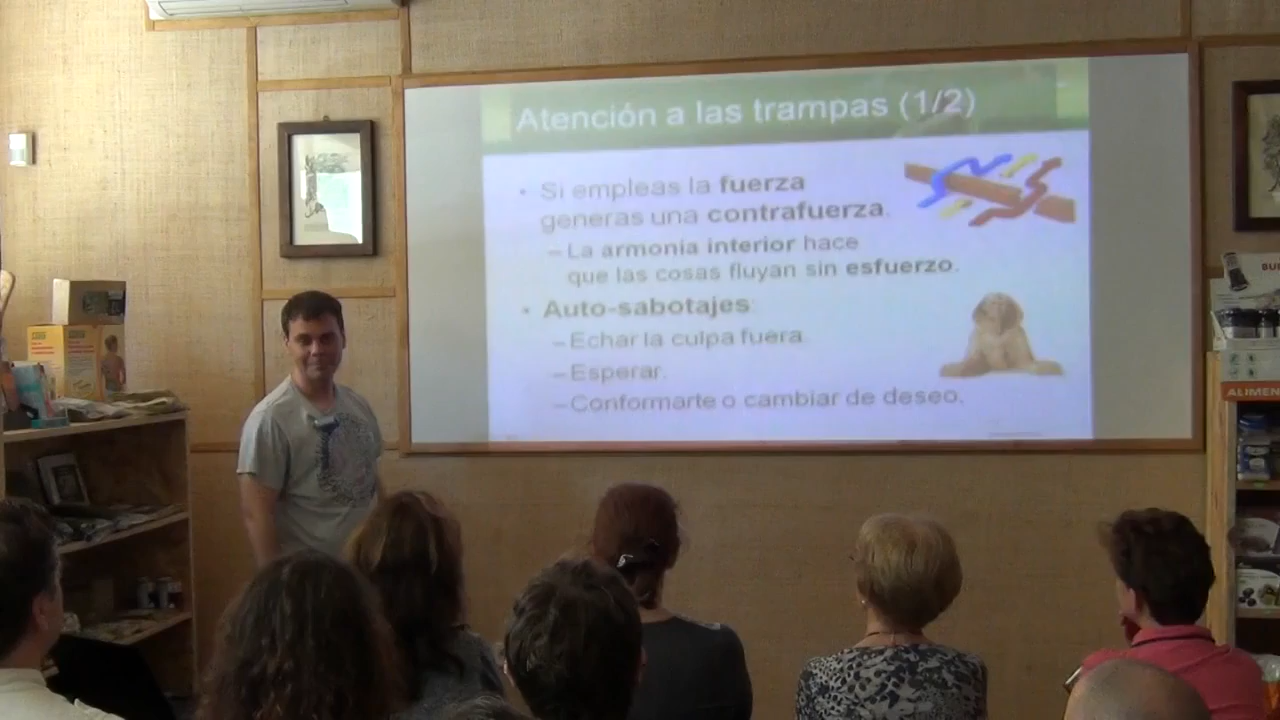 Atención a las trampas (1/2)
• Si empleas la fuerza
generas una contrafuerza.
– La armonía interior hace
que las cosas fluyan sin esfuerzo.
• Auto-sabotajes:
– Echar la culpa fuera.
– Esperar.
– Conformarte o cambiar de deseo.
ALIMEN